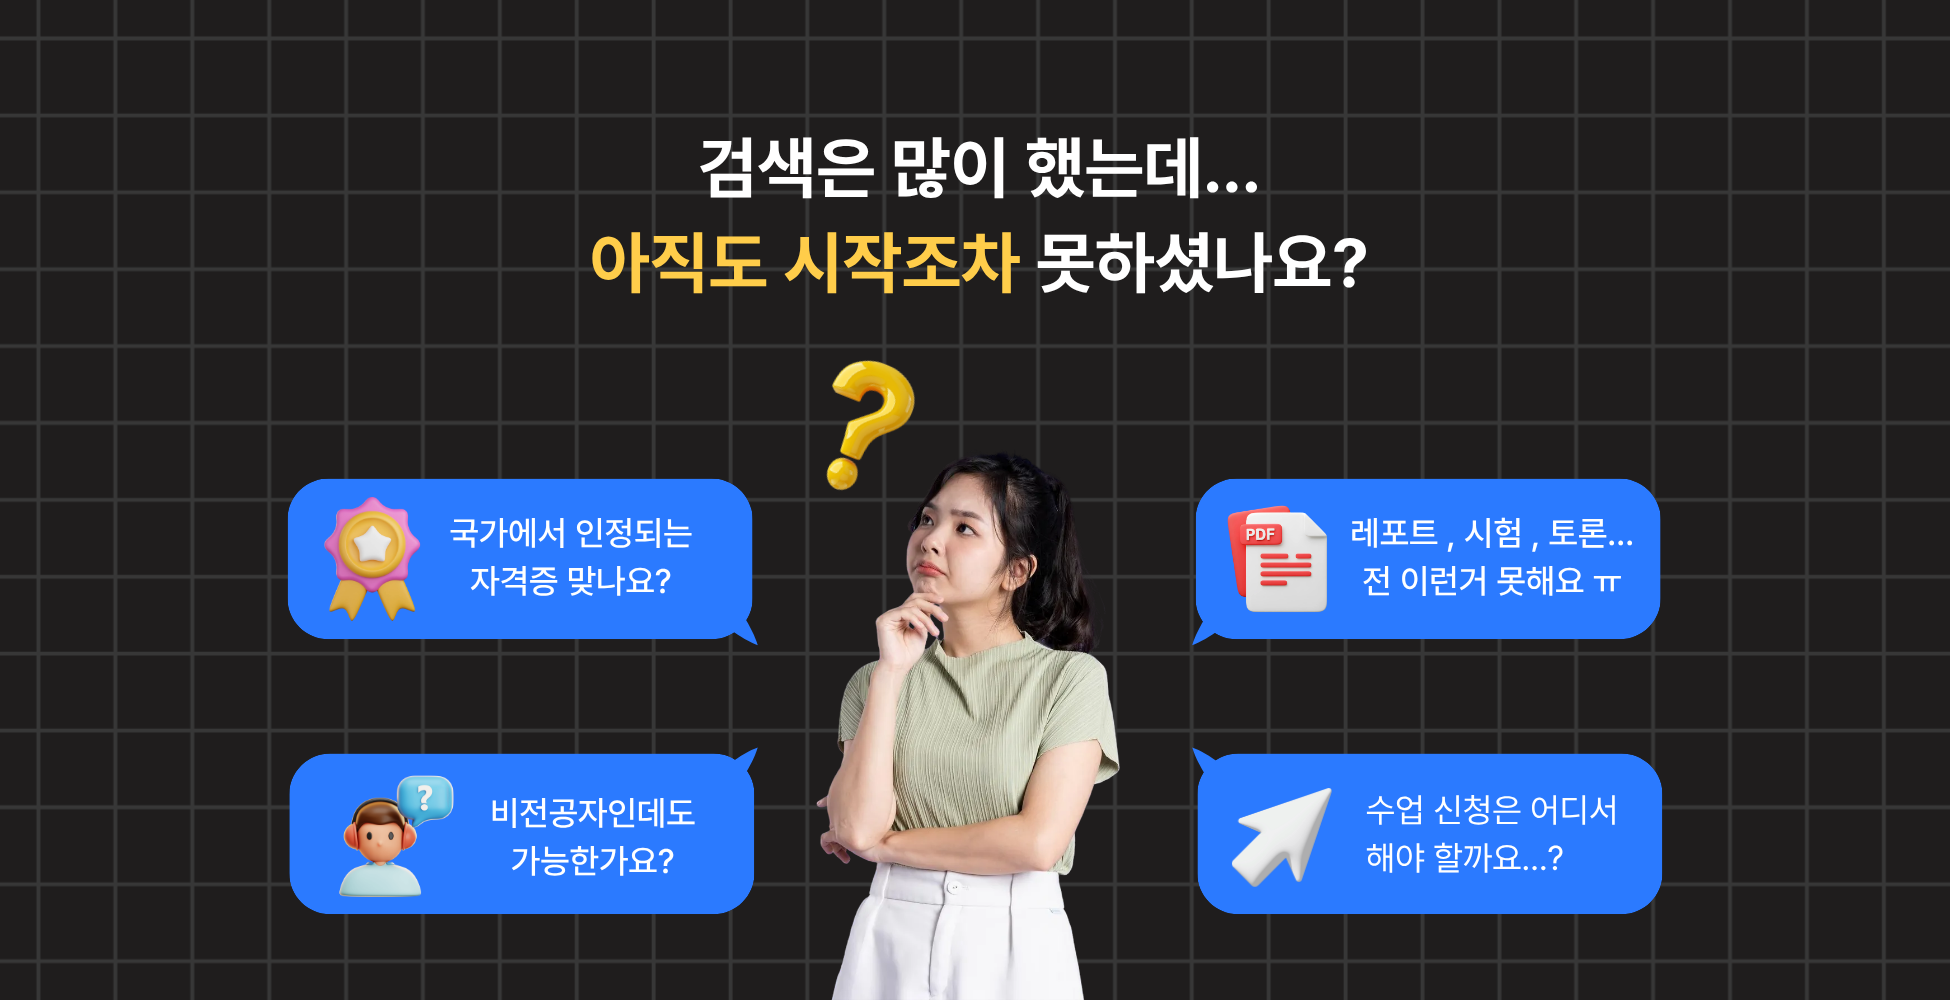 검색은 많이 했는데...
아직도 시작조차 못하셨나요?
국가에서 인정되는
자격증 맞나요?
PDF
레포트 , 시험 , 토론...
전 이런거 못해요 ㅠ
?
비전공자인데도
가능한가요?
수업 신청은 어디서
해야 할까요...?